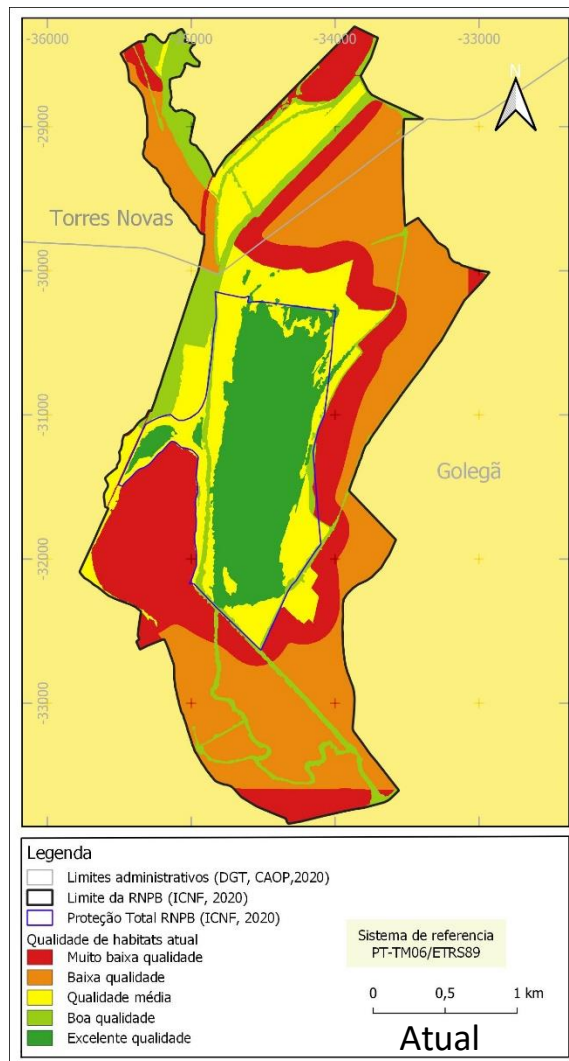 -36000 -35000 -34000 -33000
N
-29000
Torres Novas
-30000
-31000
Golegã
-32000
-33000
Legenda
Limites administrativos (DGT, CAOP,2020)
Limite da RNPB (ICNF, 2020)
Proteção Total RNPB (ICNF, 2020)
Qualidade de habitats atual
Muito baixa qualidade
Baixa qualidade
Qualidade média
Boa qualidade
Excelente qualidade
Sistema de referencia
PT-TM06/ETRS89
0 0,5 1 km
Atual